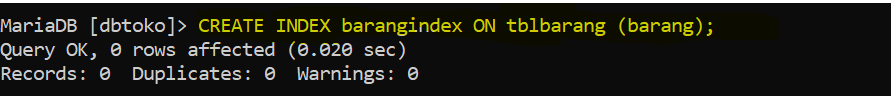 MariaDB [dbtoko]> CREATE INDEX barangindex ON tblbarang (barang);
Query OK, 0 rows affected (0.020 sec)
Records: 0  Duplicates: 0  Warnings: 0